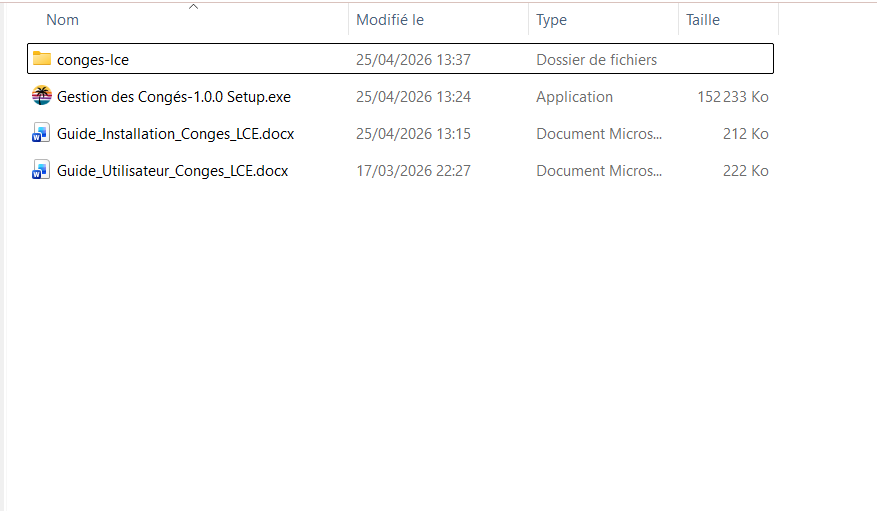 Nom Modifié le Type Taille
conges-lce 25/04/2026 13:37 Dossier de fichiers
Gestion des Congés-1.0.0 Setup.exe 25/04/2026 13:24 Application 152 233 Ko
Guide_Installation_Conges_LCE.docx 25/04/2026 13:15 Document Micros... 212 Ko
Guide_Utilisateur_Conges_LCE.docx 17/03/2026 22:27 Document Micros... 222 Ko